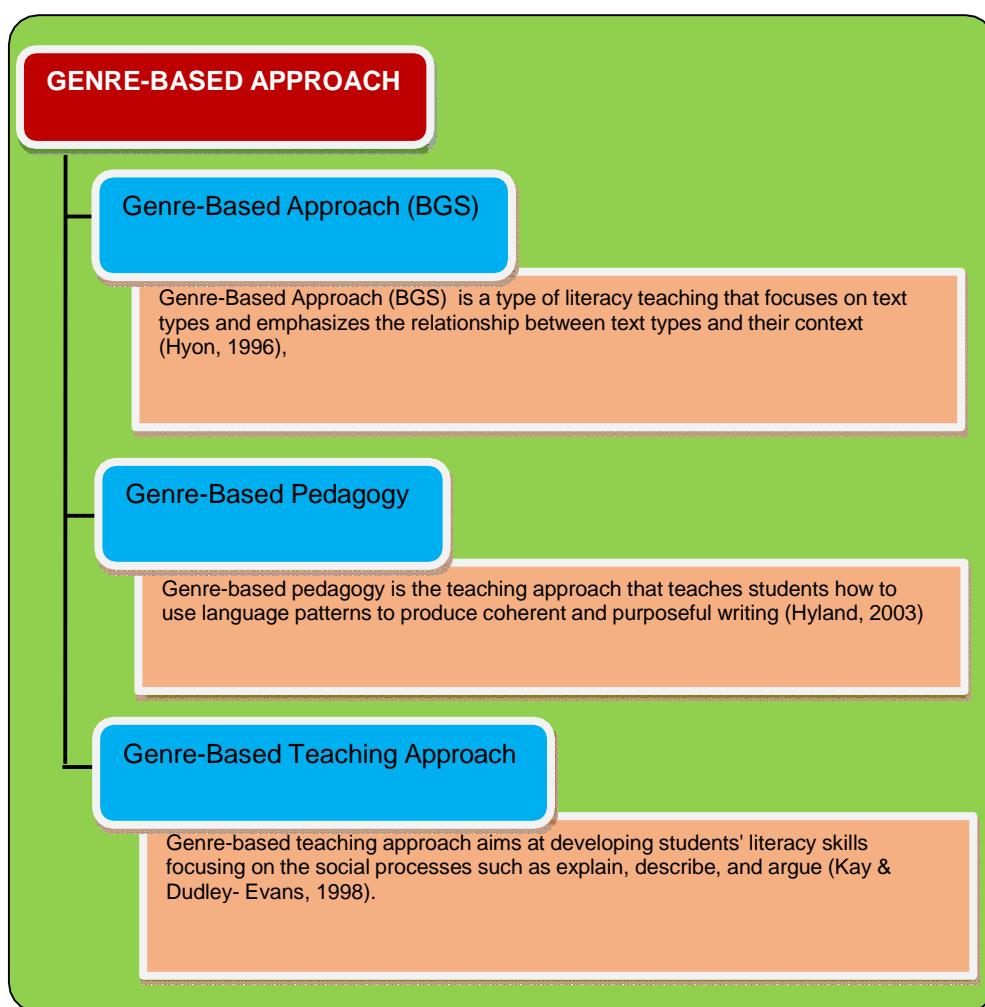 GENRE-BASED APPROACH
Genre-Based Approach (BGS)
Genre-Based Approach (BGS) is a type of literacy teaching that focuses on text
types and emphasizes the relationship between text types and their context
(Hyon, 1996),
Genre-Based Pedagogy
Genre-based pedagogy is the teaching approach that teaches students how to
use language patterns to produce coherent and purposeful writing (Hyland, 2003)
Genre-Based Teaching Approach
Genre-based teaching approach aims at developing students' literacy skills
focusing on the social processes such as explain, describe, and argue (Kay &
Dudley- Evans, 1998).